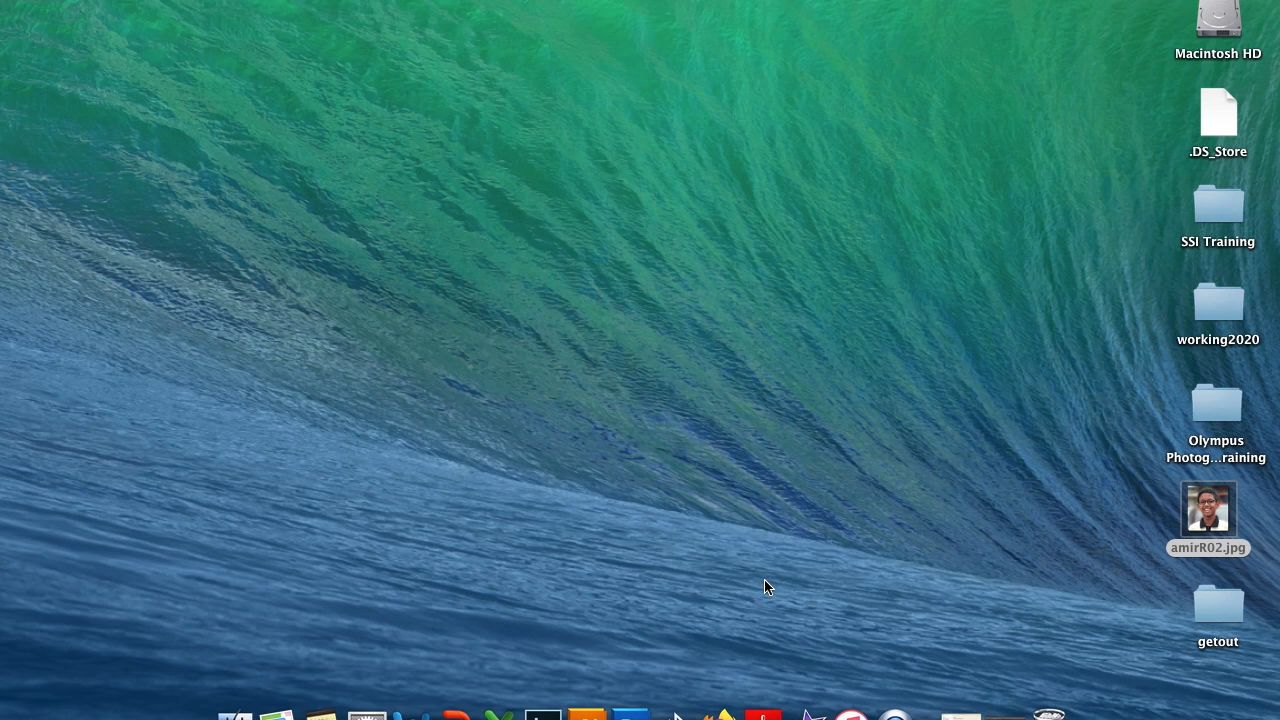 Macintosh HD
.DS_Store
SSI Training
working2020
Olympus
Photog...raining
amirR02.jpg
getout